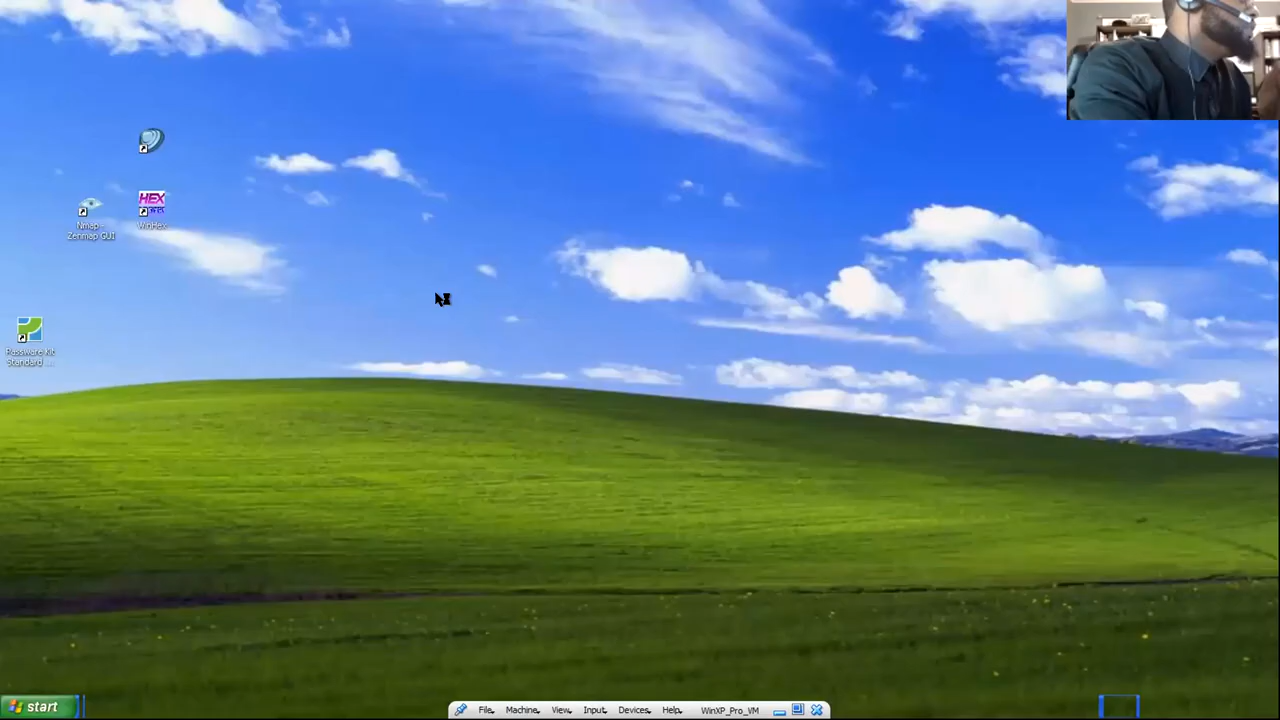 HEX
WinHex
Nmap -
Zenmap GUI
Passware Kit
Standard ...
start
File Machine View Input Devices Help WinXP_Pro_VM